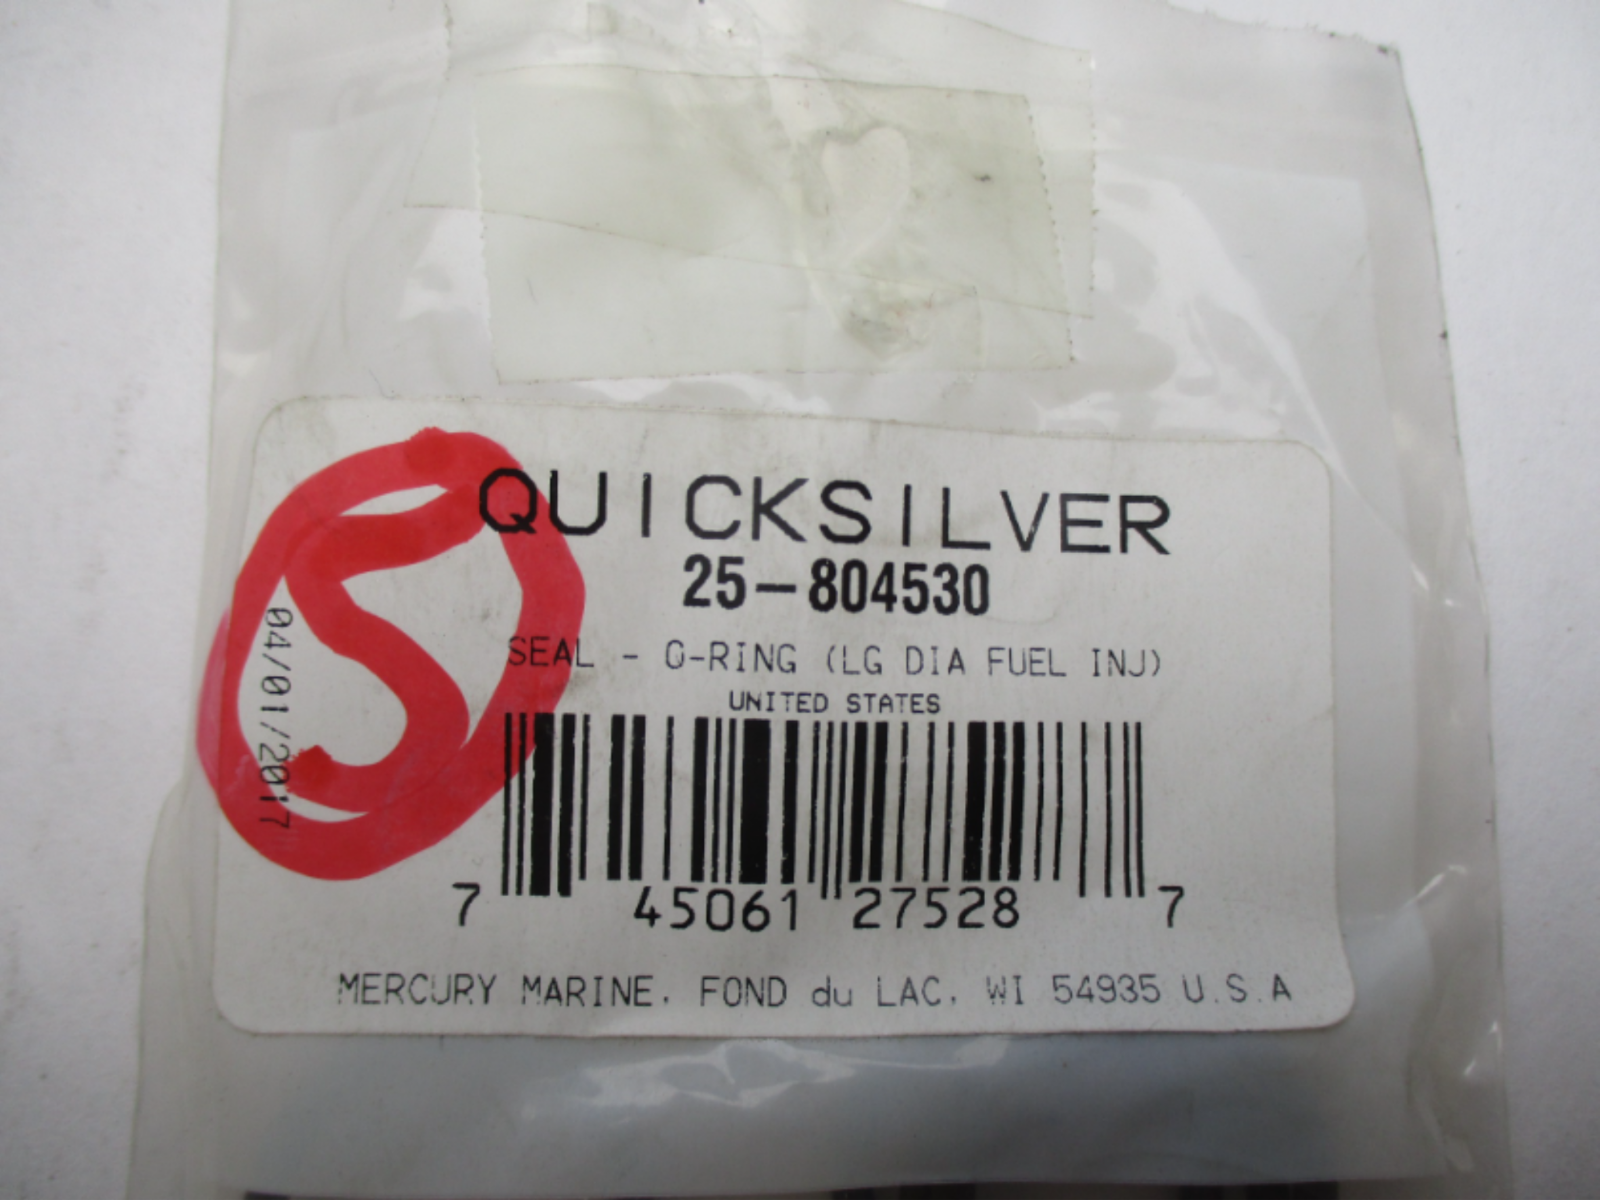 QUICKSILVER
25-804530
SEAL - O-RING (LG DIA FUEL INJ)
UNITED STATES
7 45061 27528 7
MERCURY MARINE, FOND du LAC, WI 54935 U.S.A
04/01/2017
5